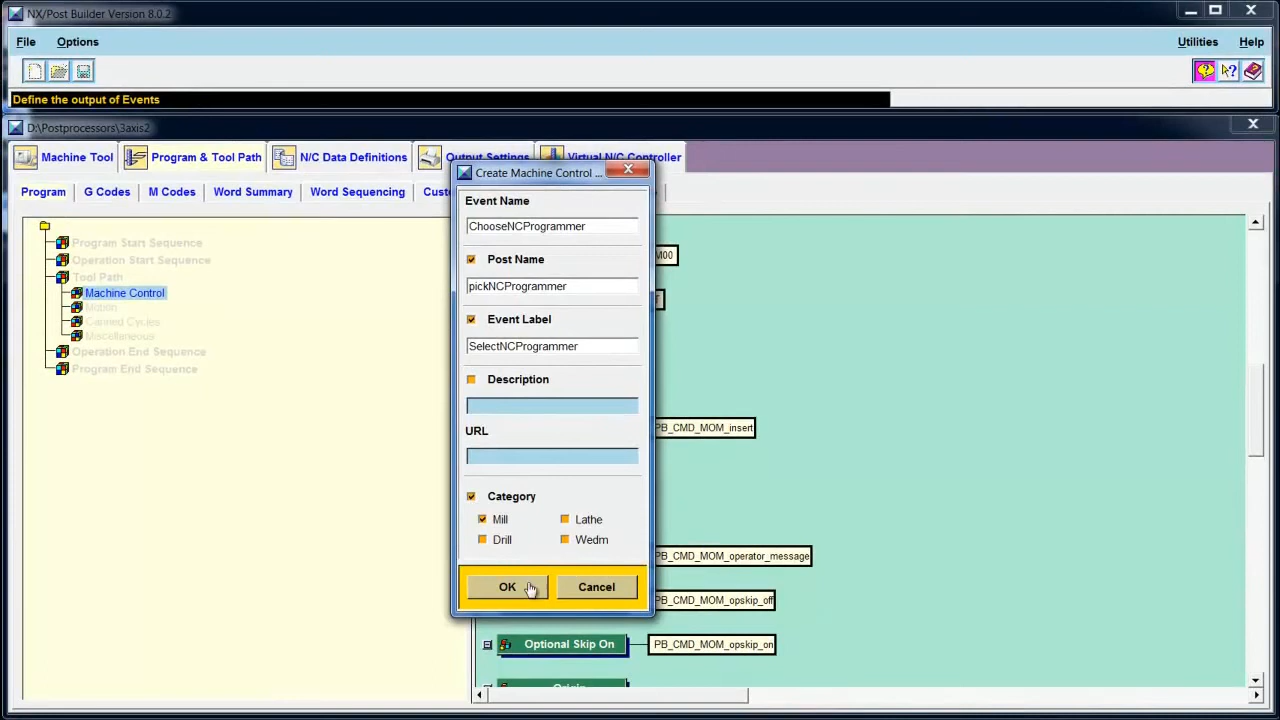 NX/Post Builder Version 8.0.2
File Options Utilities Help
Define the output of Events
D:\Postprocessors\3axis2
Machine Tool Program & Tool Path N/C Data Definitions Output Settings Virtual N/C Controller
Program G Codes M Codes Word Summary Word Sequencing Cust
Program Start Sequence
Operation Start Sequence
Tool Path
Machine Control
Motion
Canned Cycles
Miscellaneous
Operation End Sequence
Program End Sequence
Create Machine Control ...
Event Name
ChooseNCProgrammer
Post Name
pickNCProgrammer
Event Label
SelectNCProgrammer
Description
URL
Category
Mill Lathe
Drill Wedm
OK Cancel
M00
PB_CMD_MOM_insert
PB_CMD_MOM_operator_message
PB_CMD_MOM_opskip_off
Optional Skip On PB_CMD_MOM_opskip_on
Origin